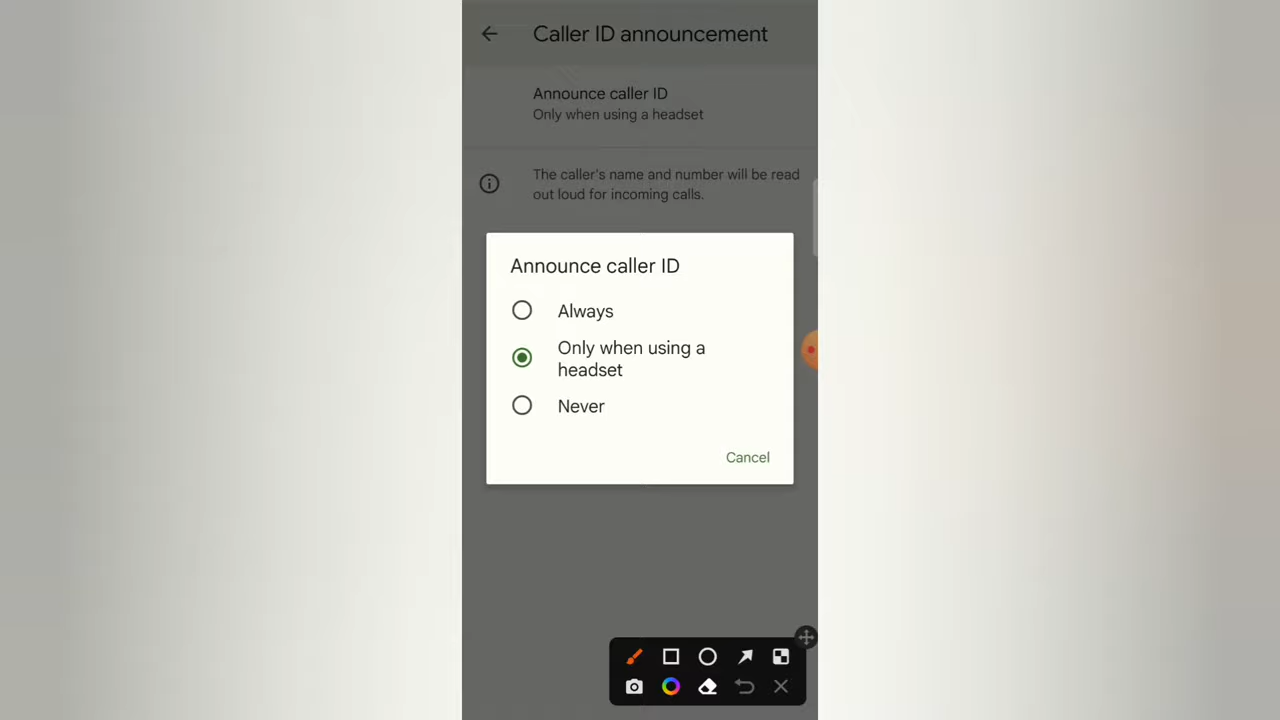 Caller ID announcement
Announce caller ID
Only when using a headset
The caller's name and number will be read
out loud for incoming calls.
Announce caller ID
Always
Only when using a
headset
Never
Cancel